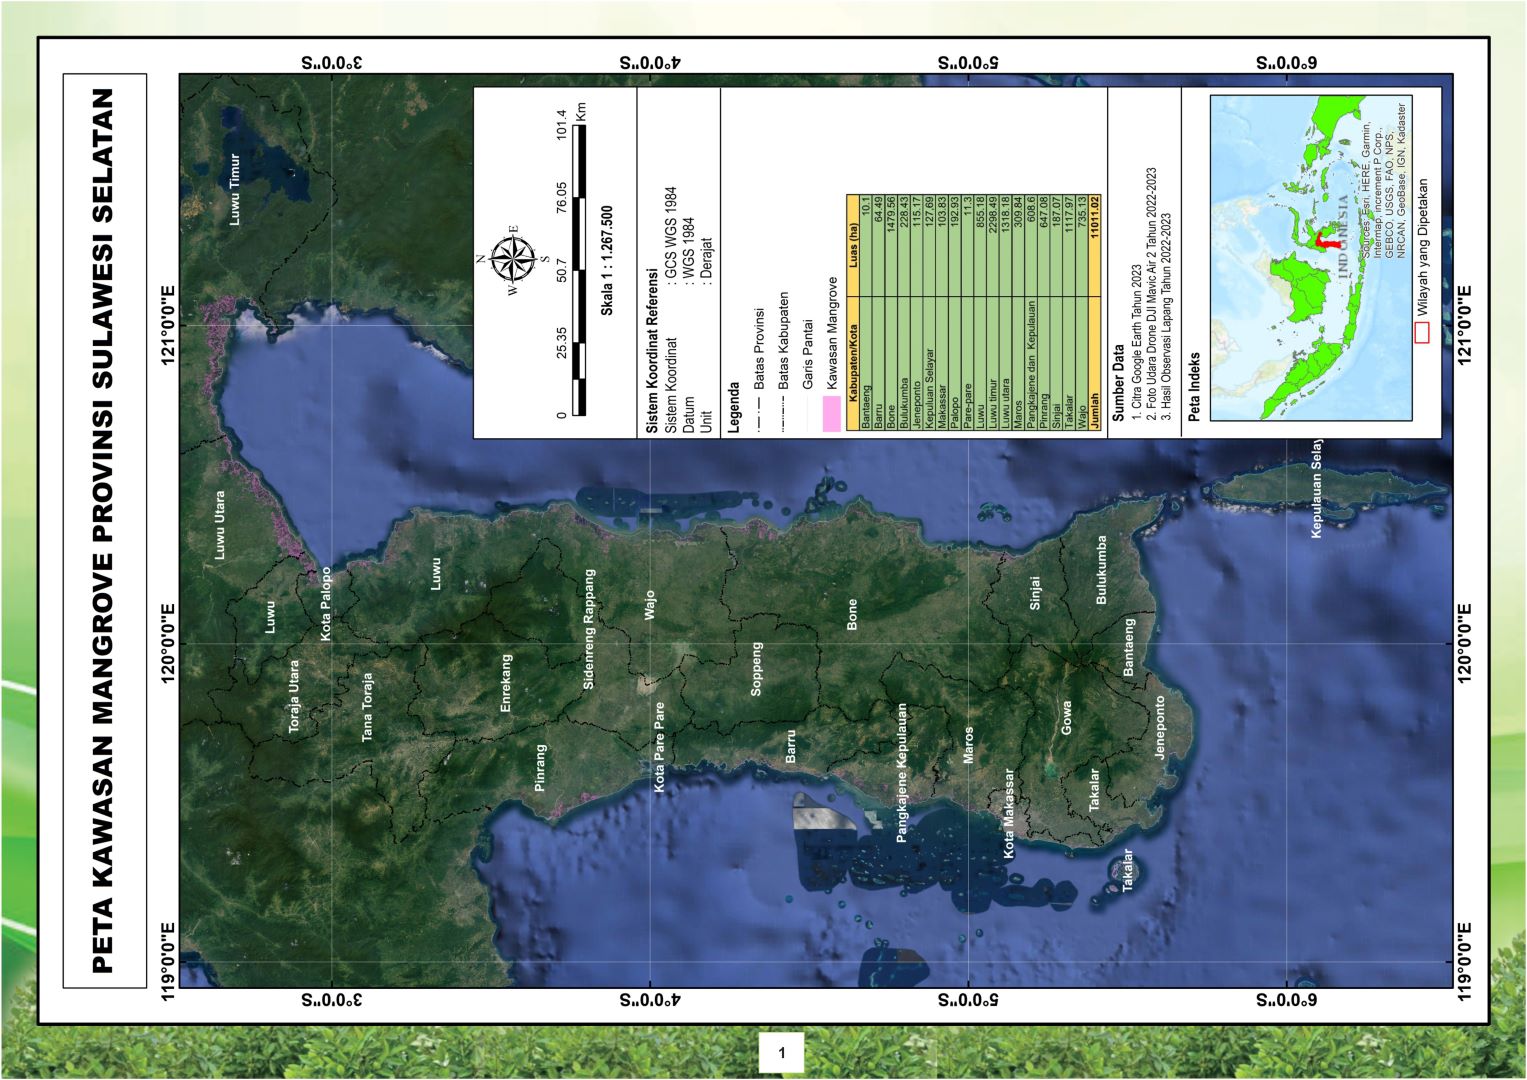 PETA KAWASAN MANGROVE PROVINSI SULAWESI SELATAN
119°0'0"E 120°0'0"E 121°0'0"E
Luwu Utara
Luwu Timur
Luwu
Toraja Utara
3°0'0"S 3°0'0"S
Kota Palopo
Tana Toraja
Luwu
Enrekang
Pinrang
Sidenreng Rappang
4°0'0"S 4°0'0"S
Wajo
Kota Pare Pare
Soppeng
Barru
Bone
Pangkajene Kepulauan
5°0'0"S 5°0'0"S
Maros
Kota Makassar
Sinjai
Gowa
Takalar
Bulukumba
Takalar
Bantaeng
Jeneponto
6°0'0"S 6°0'0"S
Kepulauan Selay
119°0'0"E 120°0'0"E 121°0'0"E
1
N
W E
S
0 25.35 50.7 76.05 101.4
Km
Skala 1 : 1.267.500
Sistem Koordinat Referensi
Sistem Koordinat : GCS WGS 1984
Datum : WGS 1984
Unit : Derajat
Legenda
Batas Provinsi
Batas Kabupaten
Garis Pantai
Kawasan Mangrove
Kabupaten/Kota Luas (ha)
Bantaeng 10.1
Barru 64.49
Bone 1479.56
Bulukumba 228.43
Jeneponto 115.17
Kepuluan Selayar 127,69
Makassar 103.83
Palopo 192.93
Pare-pare 11.3
Luwu 855.18
Luwu timur 2298.49
Luwu utara 1318.18
Maros 309.84
Pangkajene dan Kepulauan 608.6
Pinrang 647.08
Sinjai 187.07
Takalar 1117.97
Wajo 735.13
Jumlah 11011.02
Sumber Data
1. Citra Google Earth Tahun 2023
2. Foto Udara Drone DJI Mavic Air 2 Tahun 2022-2023
3. Hasil Observasi Lapang Tahun 2022-2023
Peta Indeks
INDONESIA
Sources: Esri, HERE, Garmin,
Intermap, increment P Corp.,
GEBCO, USGS, FAO, NPS,
NRCAN, GeoBase, IGN, Kadaster
Wilayah yang Dipetakan